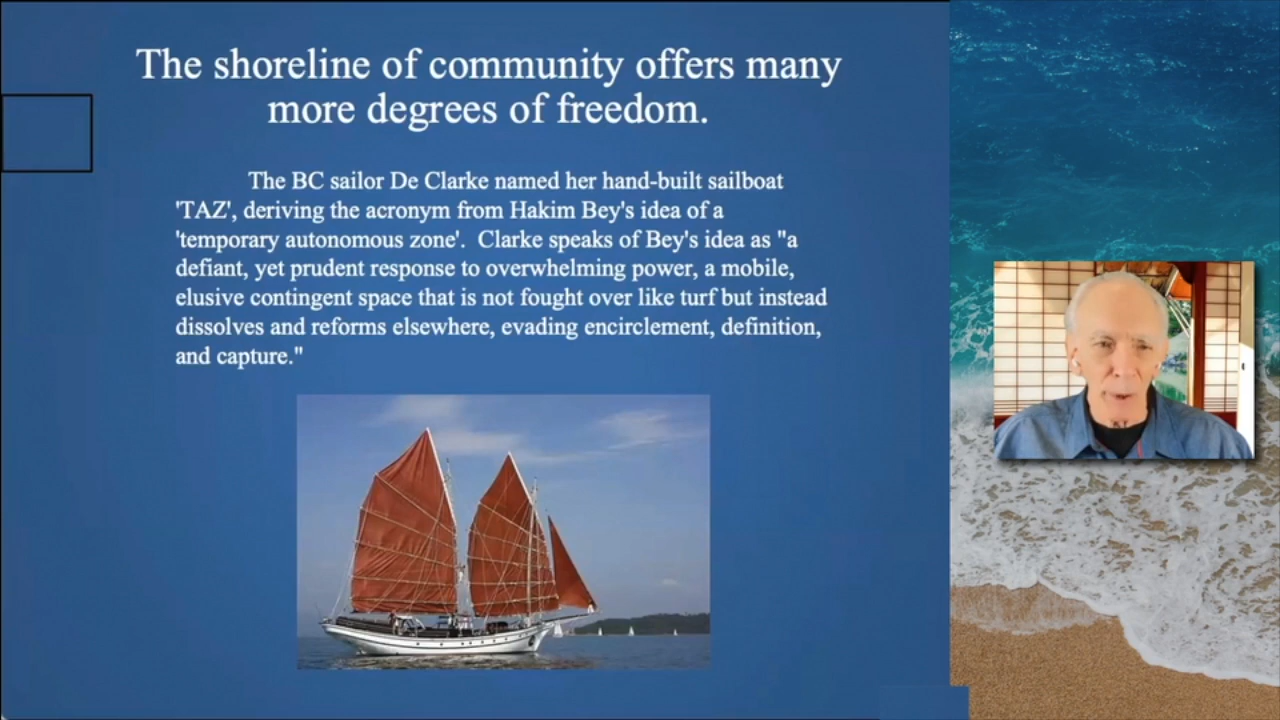 The shoreline of community offers many
more degrees of freedom.
The BC sailor De Clarke named her hand-built sailboat
'TAZ', deriving the acronym from Hakim Bey's idea of a
'temporary autonomous zone'.  Clarke speaks of Bey's idea as "a
defiant, yet prudent response to overwhelming power, a mobile,
elusive contingent space that is not fought over like turf but instead
dissolves and reforms elsewhere, evading encirclement, definition,
and capture."